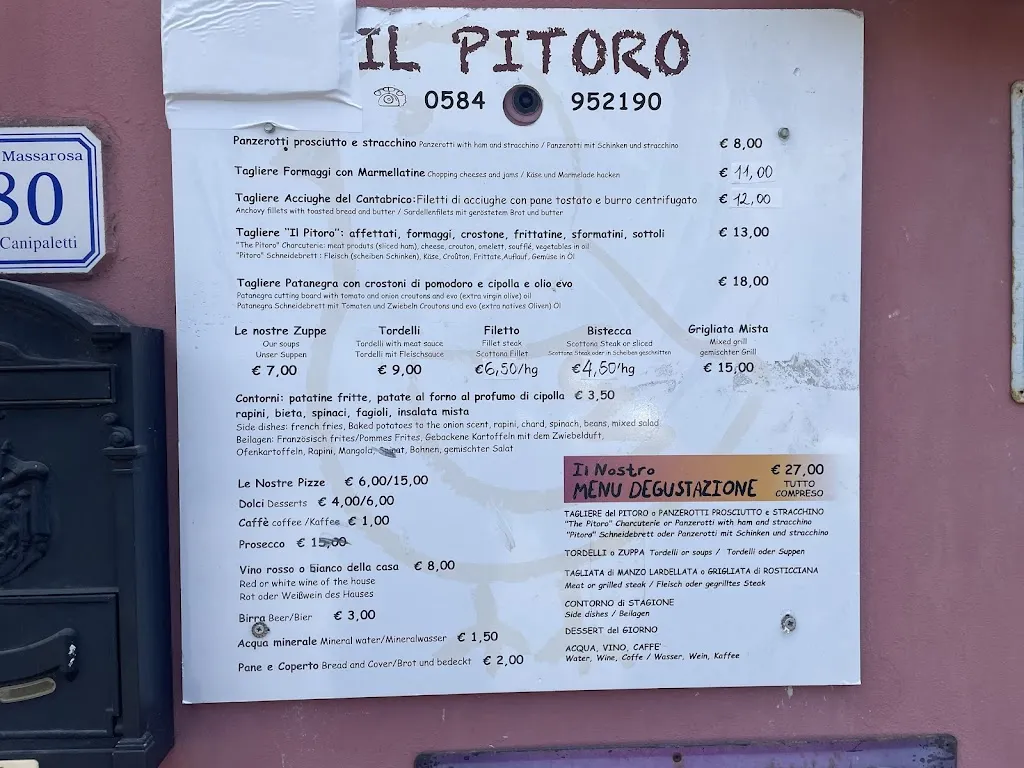 IL PITORO
0584 952190
Massarosa
80
Canipaletti
Panzerotti prosciutto e stracchino Panzerotti with ham and stracchino / Panzerotti mit Schinken und stracchino € 8,00
Tagliere Formaggi con Marmellatine Chopping cheeses and jams / Käse und Marmelade hacken € 11,00
Tagliere Acciughe del Cantabrico: Filetti di acciughe con pane tostato e burro centrifugato € 12,00
Anchovy fillets with toasted bread and butter / Sardellenfilets mit geröstetem Brot und butter
Tagliere "Il Pitoro": affettati, formaggi, crostone, frittatine, sformatini, sottoli € 13,00
"The Pitoro" Charcuterie: meat produts (sliced ham), cheese, crouton, omelett, soufflé, vegetables in oil
"Pitoro" Schneidebrett : Fleisch (scheiben Schinken), Käse, Croûton, Frittate, Auflauf, Gemüse in Öl
Tagliere Patanegra con crostoni di pomodoro e cipolla e olio evo € 18,00
Patanegra cutting board with tomato and onion croutons and evo (extra virgin olive) oil
Patanegra Schneidebrett mit Tomaten und Zwiebeln Croutons und evo (extra natives Oliven) Öl
Le nostre Zuppe Tordelli Filetto Bistecca Grigliata Mista
Our soups Tordelli with meat sauce Fillet steak Scottona Steak or sliced Mixed grill
Unser Suppen Tordelli mit Fleischsauce Scottona Fillet Scottona Steak oder in Scheiben geschnitten gemischter Grill
€ 7,00 € 9,00 €6,50/hg €4,50/hg € 15,00
Contorni: patatine fritte, patate al forno al profumo di cipolla € 3,50
rapini, bieta, spinaci, fagioli, insalata mista
Side dishes: french fries, Baked potatoes to the onion scent, rapini, chard, spinach, beans, mixed salad
Beilagen: Französisch frites/Pommes Frites, Gebackene Kartoffeln mit dem Zwiebelduft,
Ofenkartoffeln, Rapini, Mangold, Spinat, Bohnen, gemischter Salat
Le Nostre Pizze € 6,00/15,00
Dolci Desserts € 4,00/6,00
Caffè coffee /Kaffee € 1,00
Prosecco € 15,00
Vino rosso o bianco della casa € 8,00
Red or white wine of the house
Rot oder Weißwein des Hauses
Birra Beer/Bier € 3,00
Acqua minerale Mineral water/Mineralwasser € 1,50
Pane e Coperto Bread and Cover/Brot und bedeckt € 2,00
Il Nostro € 27,00
MENU DEGUSTAZIONE TUTTO
COMPRESO
TAGLIERE del PITORO o PANZEROTTI PROSCIUTTO e STRACCHINO
"The Pitoro" Charcuterie or Panzerotti with ham and stracchino
"Pitoro" Schneidebrett oder Panzerotti mit Schinken und stracchino
TORDELLI o ZUPPA Tordelli or soups / Tordelli oder Suppen
TAGLIATA di MANZO LARDELLATA o GRIGLIATA di ROSTICCIANA
Meat or grilled steak / Fleisch oder gegrilltes Steak
CONTORNO di STAGIONE
Side dishes / Beilagen
DESSERT del GIORNO
ACQUA, VINO, CAFFE'
Water, Wine, Coffe / Wasser, Wein, Kaffee